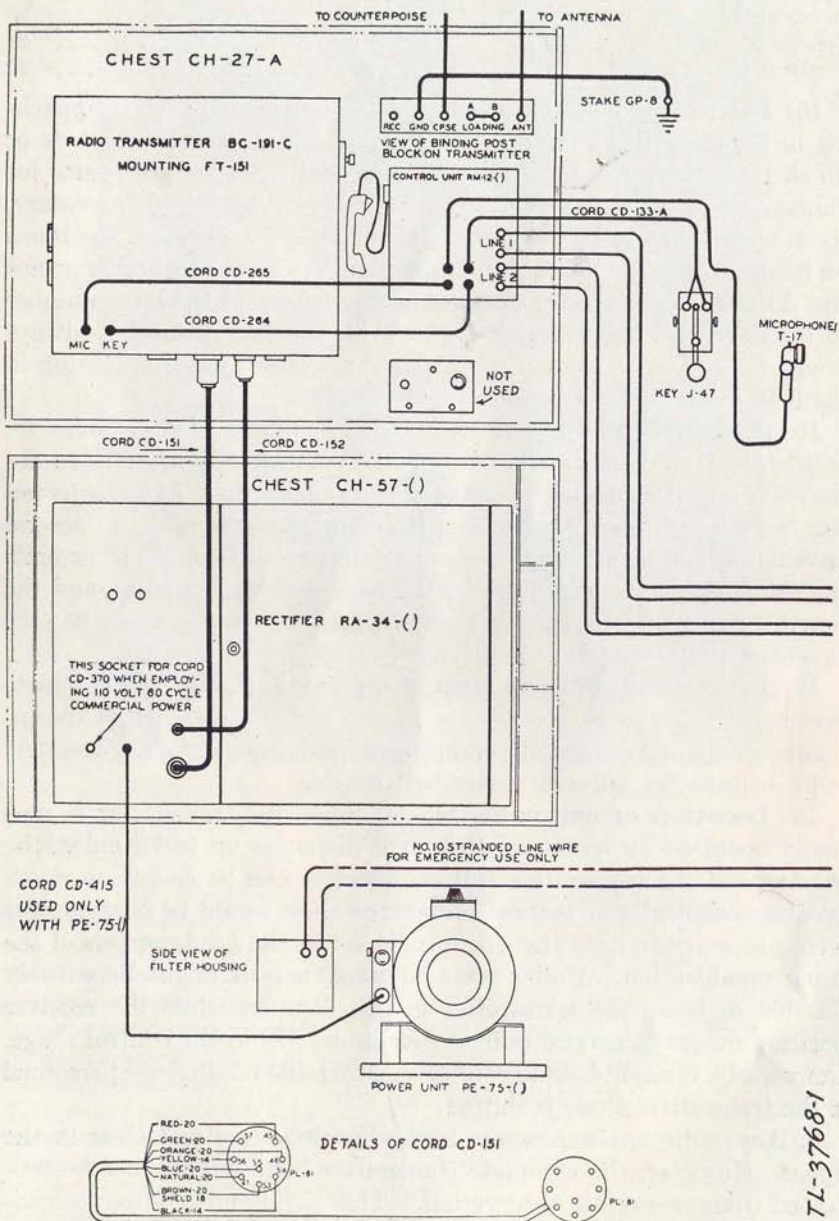 TO COUNTERPOISE
TO ANTENNA
CHEST CH-27-A
STAKE GP-8
A B
REC GND CPSE LOADING ANT
RADIO TRANSMITTER BC-191-C
MOUNTING FT-151
VIEW OF BINDING POST
BLOCK ON TRANSMITTER
CONTROL UNIT RM-12-()
CORD CD-133-A
LINE 1
LINE 2
CORD CD-265
CORD CD-264
MIC KEY
MICROPHONE
T-17
KEY J-47
NOT
USED
CORD CD-151
CORD CD-152
CHEST CH-57-()
RECTIFIER RA-34-()
THIS SOCKET FOR CORD
CD-370 WHEN EMPLOY-
ING 110 VOLT 60 CYCLE
COMMERCIAL POWER
NO.10 STRANDED LINE WIRE
FOR EMERGENCY USE ONLY
CORD CD-415
USED ONLY
WITH PE-75-()
SIDE VIEW OF
FILTER HOUSING
POWER UNIT PE-75-()
DETAILS OF CORD CD-151
RED-20
GREEN-20
ORANGE-20
YELLOW-14
BLUE-20
NATURAL-20
BROWN-20
SHIELD 18
BLACK-14
PL-61
PL-61
TL-3768-1